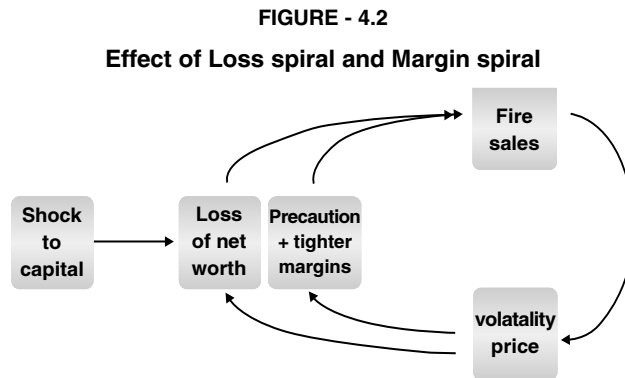 FIGURE - 4.2
Effect of Loss spiral and Margin spiral
Fire
sales
Shock
to
capital
Loss
of net
worth
Precaution
+ tighter
margins
volatality
price